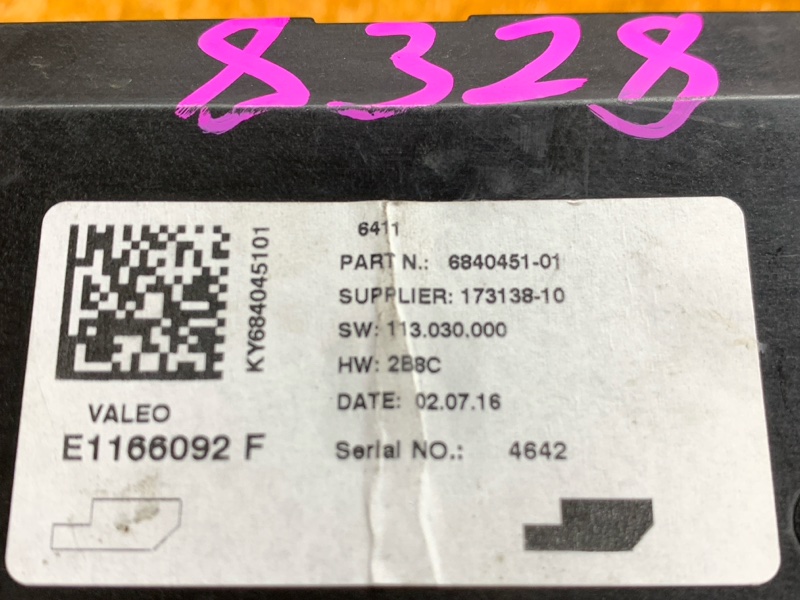 8328
6411
PART N.: 6840451-01
SUPPLIER: 173138-10
SW: 113.030.000
HW: 2B8C
DATE: 02.07.16
Serial NO.: 4642
KY684045101
VALEO
E1166092 F